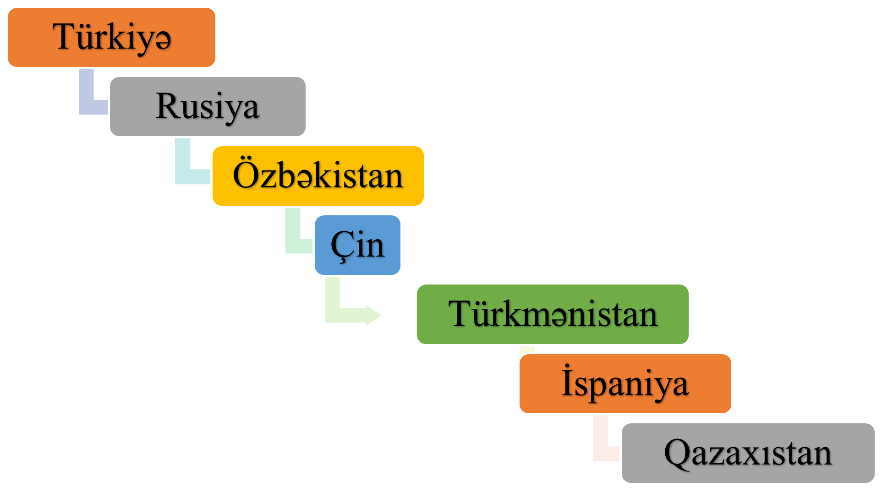 Türkiyə
Rusiya
Özbəkistan
Çin
Türkmənistan
İspaniya
Qazaxıstan